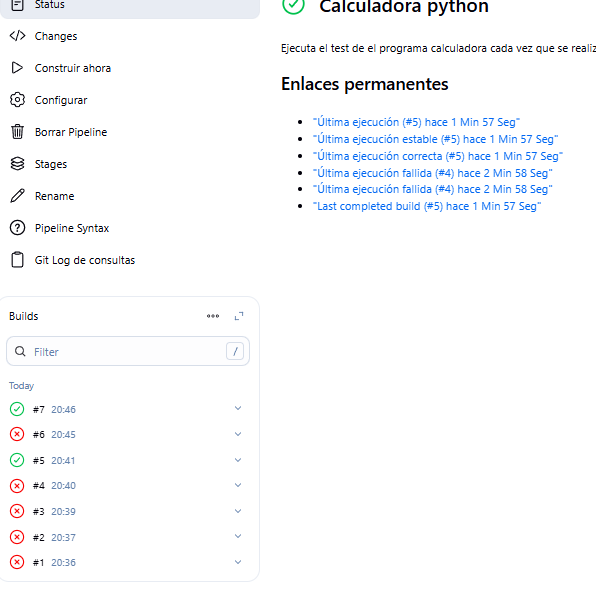 Status
Changes
Construir ahora
Configurar
Borrar Pipeline
Stages
Rename
Pipeline Syntax
Git Log de consultas
Builds
Filter
/
Today
#7 20:46
#6 20:45
#5 20:41
#4 20:40
#3 20:39
#2 20:37
#1 20:36
Calculadora python
Ejecuta el test de el programa calculadora cada vez que se realiz
Enlaces permanentes
"Última ejecución (#5) hace 1 Min 57 Seg"
"Última ejecución estable (#5) hace 1 Min 57 Seg"
"Última ejecución correcta (#5) hace 1 Min 57 Seg"
"Última ejecución fallida (#4) hace 2 Min 58 Seg"
"Última ejecución fallida (#4) hace 2 Min 58 Seg"
"Last completed build (#5) hace 1 Min 57 Seg"